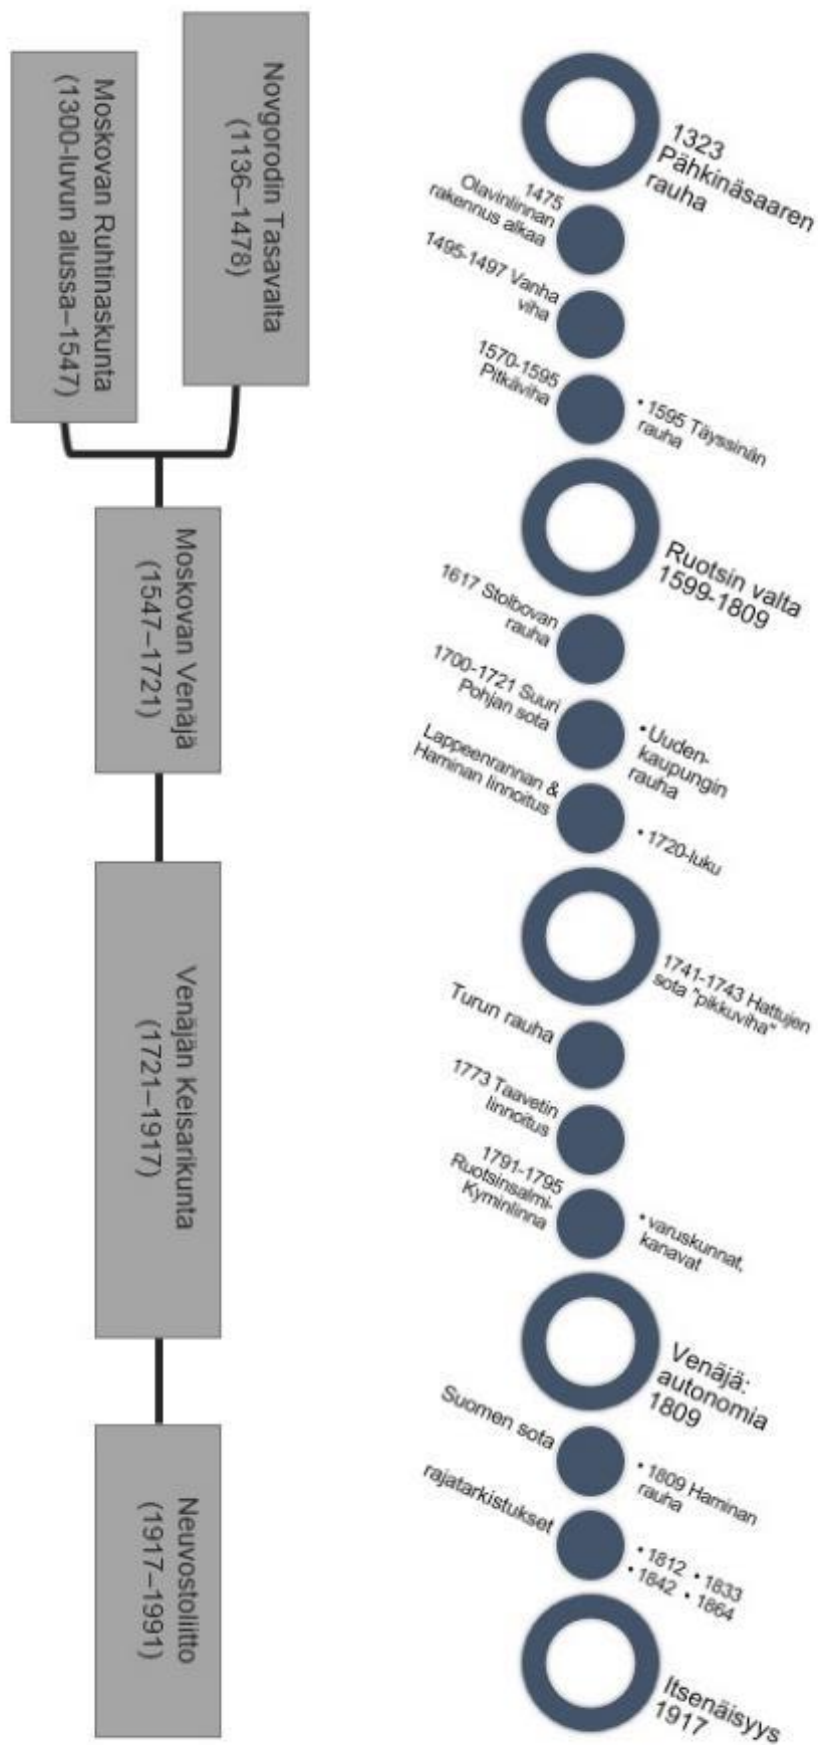 Novgorodin Tasavalta
(1136–1478)
Moskovan Ruhtinaskunta
(1300-luvun alussa–1547)
Moskovan Venäjä
(1547–1721)
Venäjän Keisarikunta
(1721–1917)
Neuvostoliitto
(1917–1991)
1323
Pähkinäsaaren
rauha
1475
Olavinlinnan
rakennus alkaa
1495-1497 Vanha
viha
1570-1595
Pitkäviha
• 1595 Täyssinän
rauha
Ruotsin valta
1599-1809
1617 Stolbovan
rauha
1700-1721 Suuri
Pohjan sota
• Uuden-
kaupungin
rauha
Lappeenrannan &
Haminan linnoitus
• 1720-luku
1741-1743 Hattujen
sota "pikkuviha"
Turun rauha
1773 Taavetin
linnoitus
1791-1795
Ruotsinsalmi-
Kyminlinna
• varuskunnat,
kanavat
Venäjä:
autonomia
1809
Suomen sota
• 1809 Haminan
rauha
rajatarkistukset
• 1812 • 1833
• 1842 • 1864
Itsenäisyys
1917